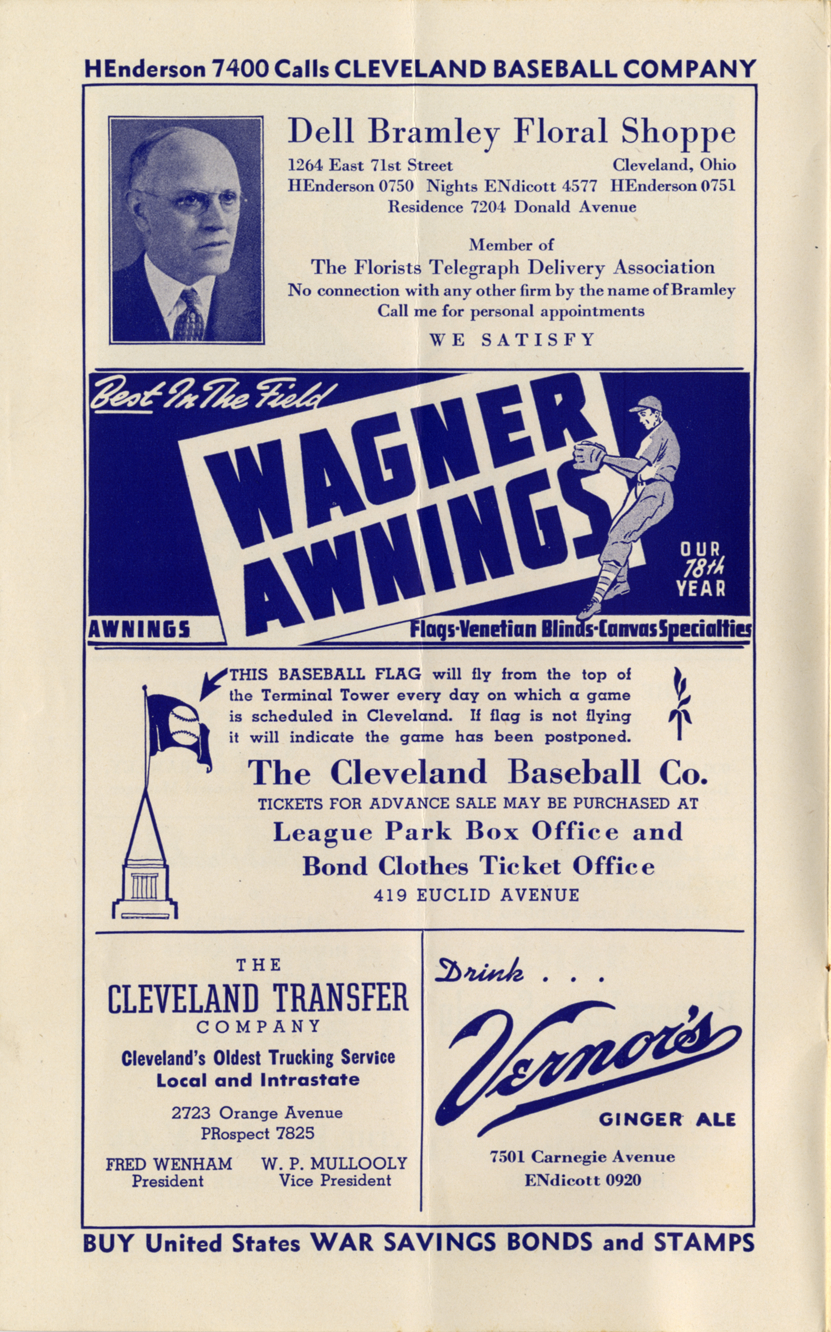 HEnderson 7400 Calls CLEVELAND BASEBALL COMPANY
Dell Bramley Floral Shoppe
1264 East 71st Street Cleveland, Ohio
HEnderson 0750 Nights ENdicott 4577 HEnderson 0751
Residence 7204 Donald Avenue
Member of
The Florists Telegraph Delivery Association
No connection with any other firm by the name of Bramley
Call me for personal appointments
WE SATISFY
Best In The Field
WAGNER
AWNINGS
OUR
78th
YEAR
AWNINGS
Flags-Venetian Blinds-Canvas Specialties
THIS BASEBALL FLAG will fly from the top of
the Terminal Tower every day on which a game
is scheduled in Cleveland. If flag is not flying
it will indicate the game has been postponed.
The Cleveland Baseball Co.
TICKETS FOR ADVANCE SALE MAY BE PURCHASED AT
League Park Box Office and
Bond Clothes Ticket Office
419 EUCLID AVENUE
THE
CLEVELAND TRANSFER
COMPANY
Cleveland's Oldest Trucking Service
Local and Intrastate
2723 Orange Avenue
PRospect 7825
FRED WENHAM W. P. MULLOOLY
President Vice President
Drink . . .
Vernor's
GINGER ALE
7501 Carnegie Avenue
ENdicott 0920
BUY United States WAR SAVINGS BONDS and STAMPS